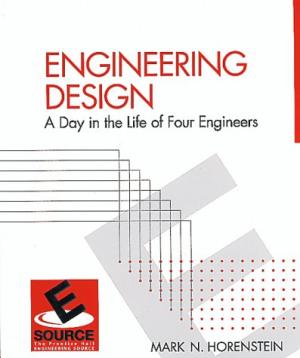 ENGINEERING
DESIGN
A Day in the Life of Four Engineers
E
SOURCE
The Prentice Hall
ENGINEERING SOURCE
MARK N. HORENSTEIN